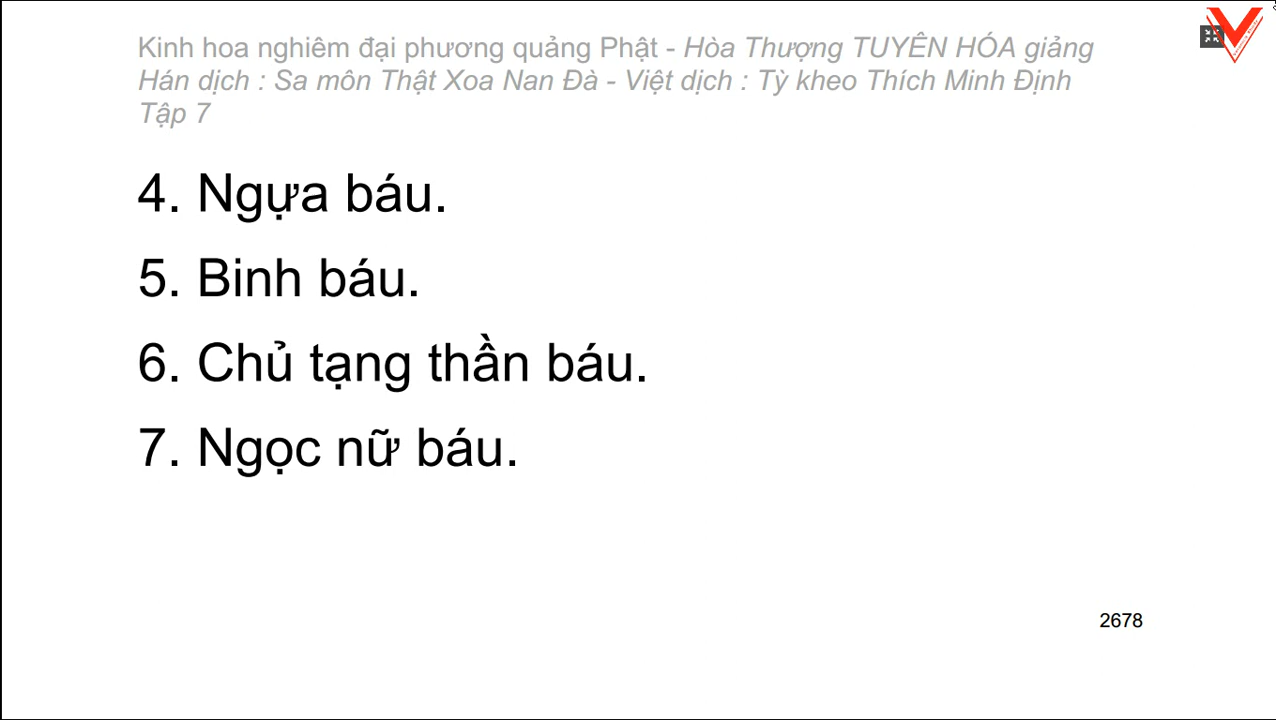 Kinh hoa nghiêm đại phương quảng Phật - Hòa Thượng TUYÊN HÓA giảng
Hán dịch : Sa môn Thật Xoa Nan Đà - Việt dịch : Tỳ kheo Thích Minh Định
Tập 7
4. Ngựa báu.
5. Binh báu.
6. Chủ tạng thần báu.
7. Ngọc nữ báu.
2678